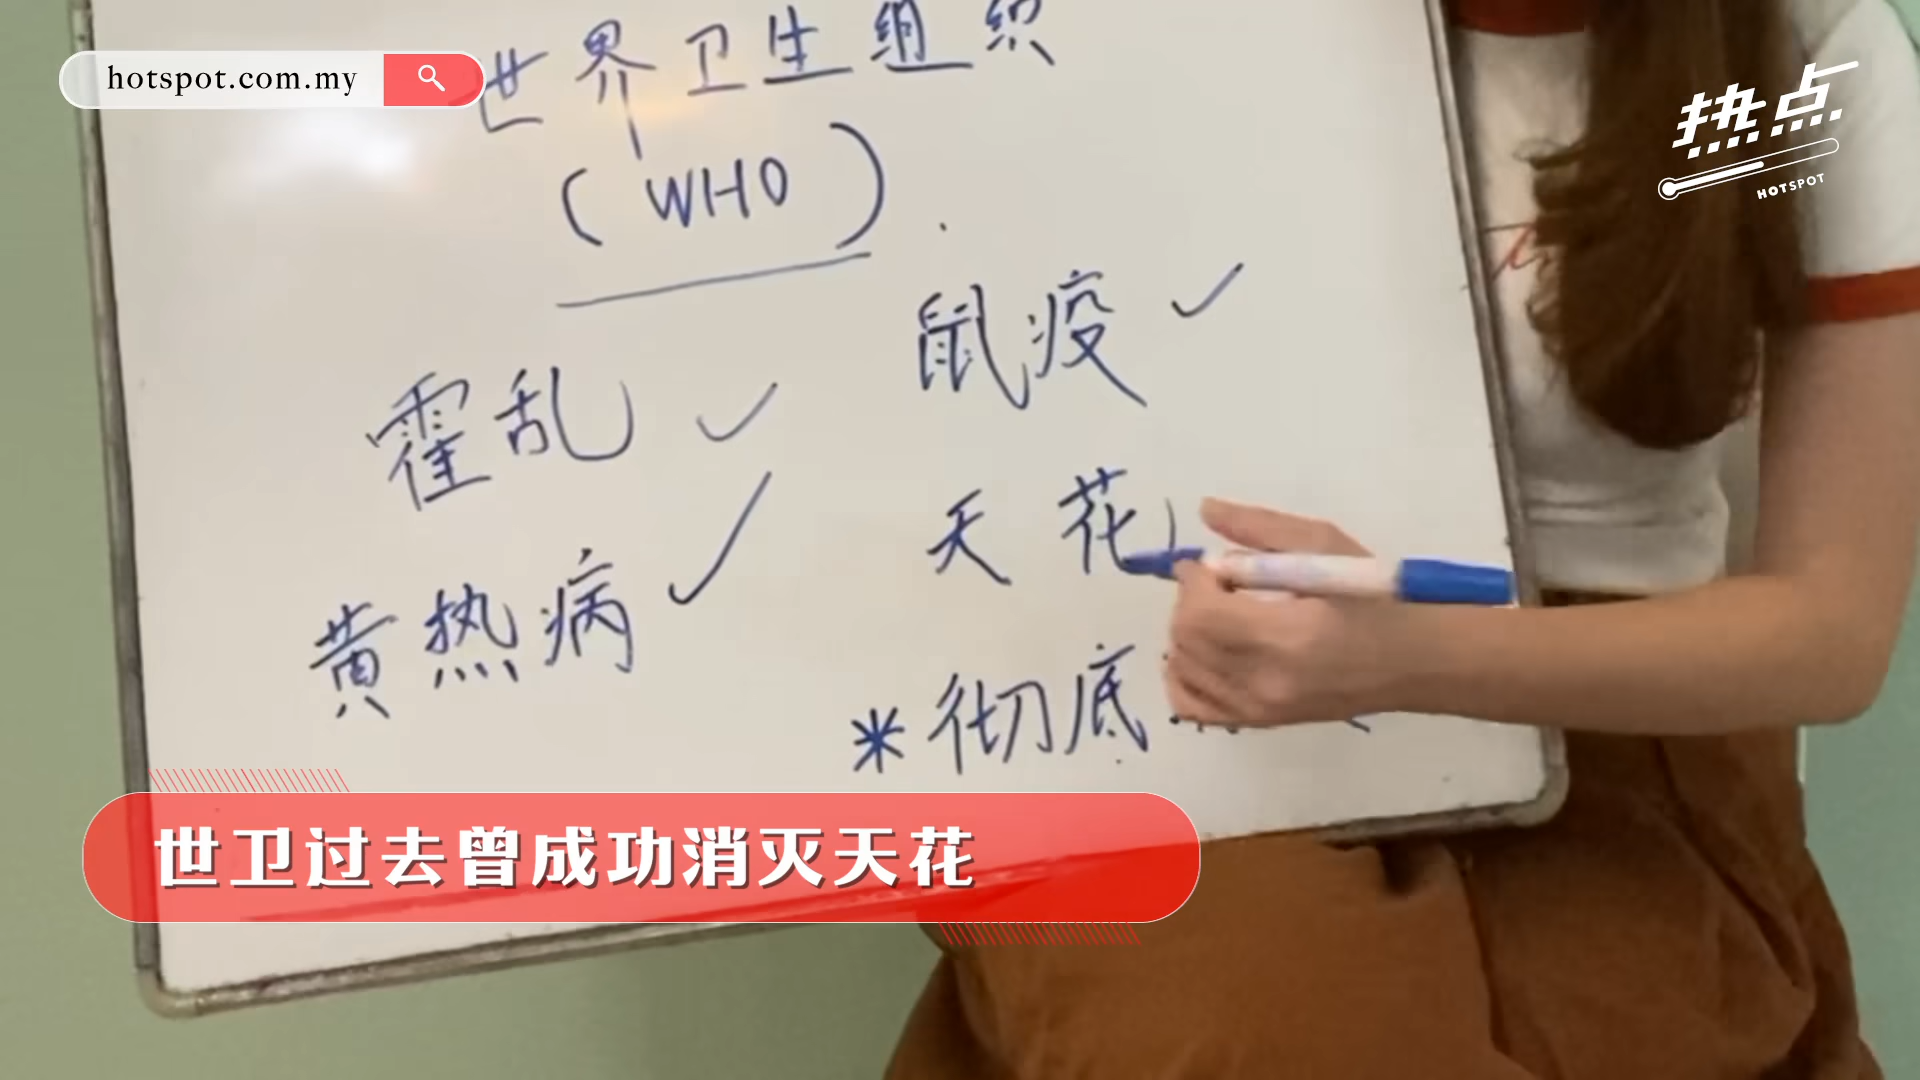 hotspot.com.my
热点
HOTSPOT
世界卫生组织
(WHO)
鼠疫
霍乱
天花
黄热病
*彻底
世卫过去曾成功消灭天花